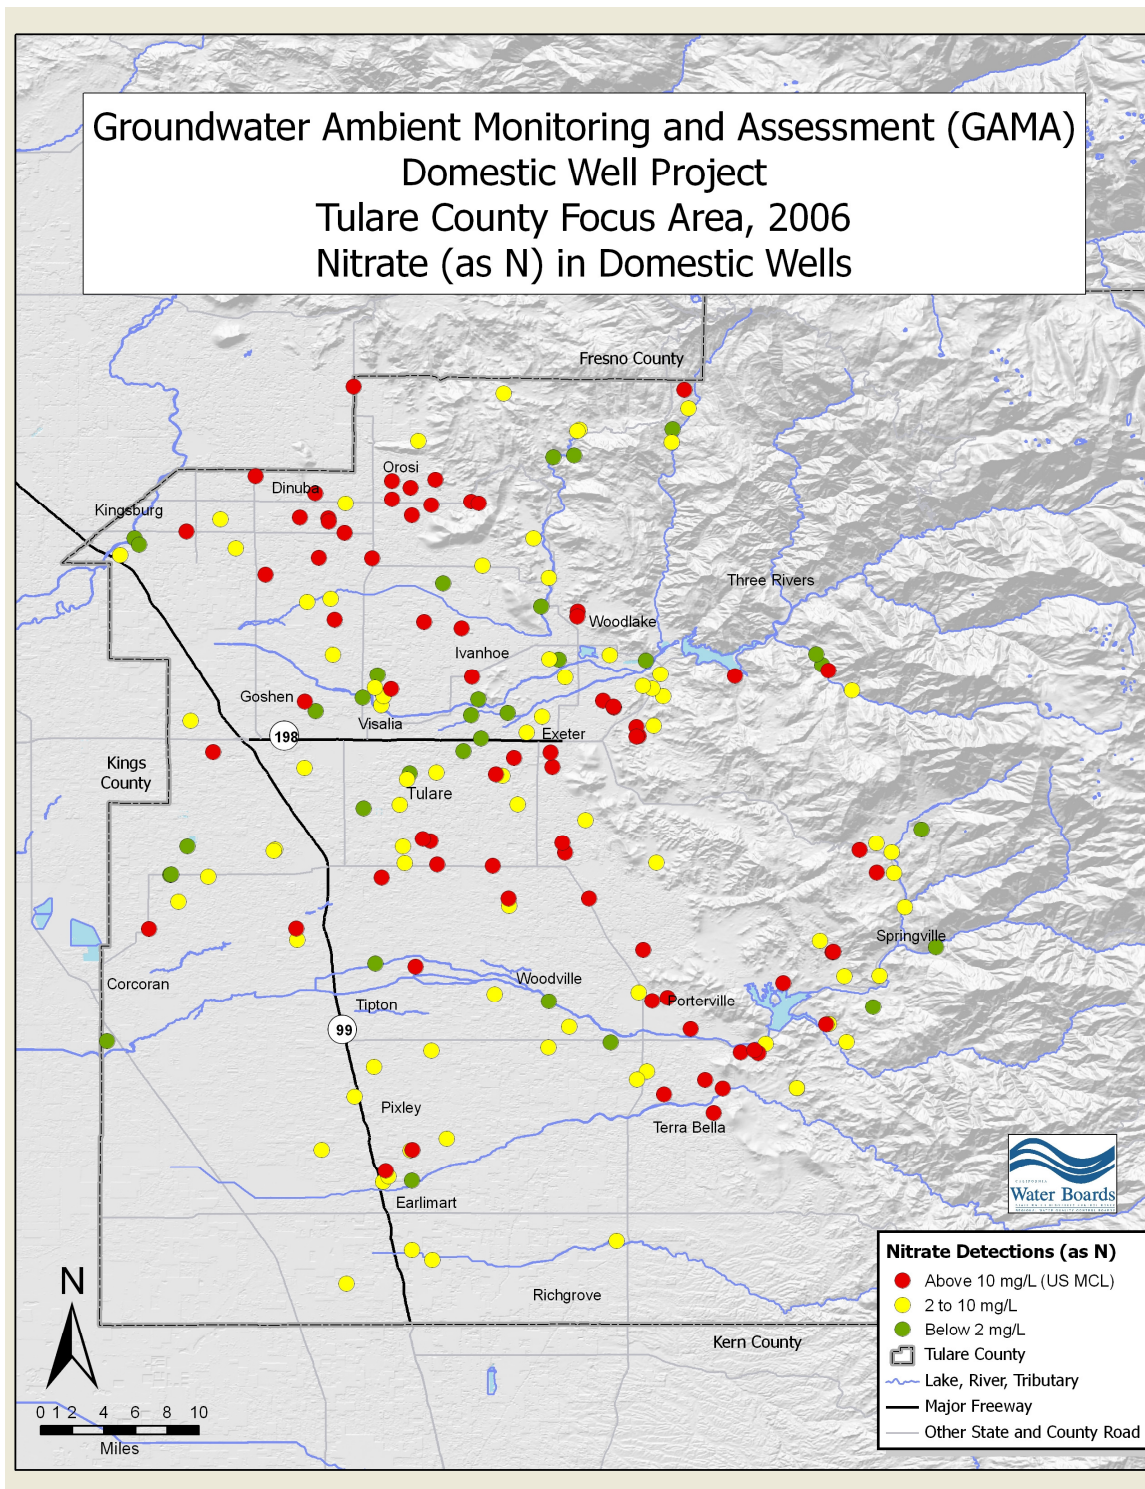 Groundwater Ambient Monitoring and Assessment (GAMA)
Domestic Well Project
Tulare County Focus Area, 2006
Nitrate (as N) in Domestic Wells
Fresno County
Orosi
Dinuba
Kingsburg
Three Rivers
Woodlake
Ivanhoe
Goshen
Visalia
198
Exeter
Kings
County
Tulare
Springville
Woodville
Corcoran
Tipton
Porterville
99
Pixley
Terra Bella
CALIFORNIA
Water Boards
Earlimart
Richgrove
Kern County
Nitrate Detections (as N)
Above 10 mg/L (US MCL)
2 to 10 mg/L
Below 2 mg/L
Tulare County
Lake, River, Tributary
Major Freeway
Other State and County Road
N
0 1 2 4 6 8 10
Miles